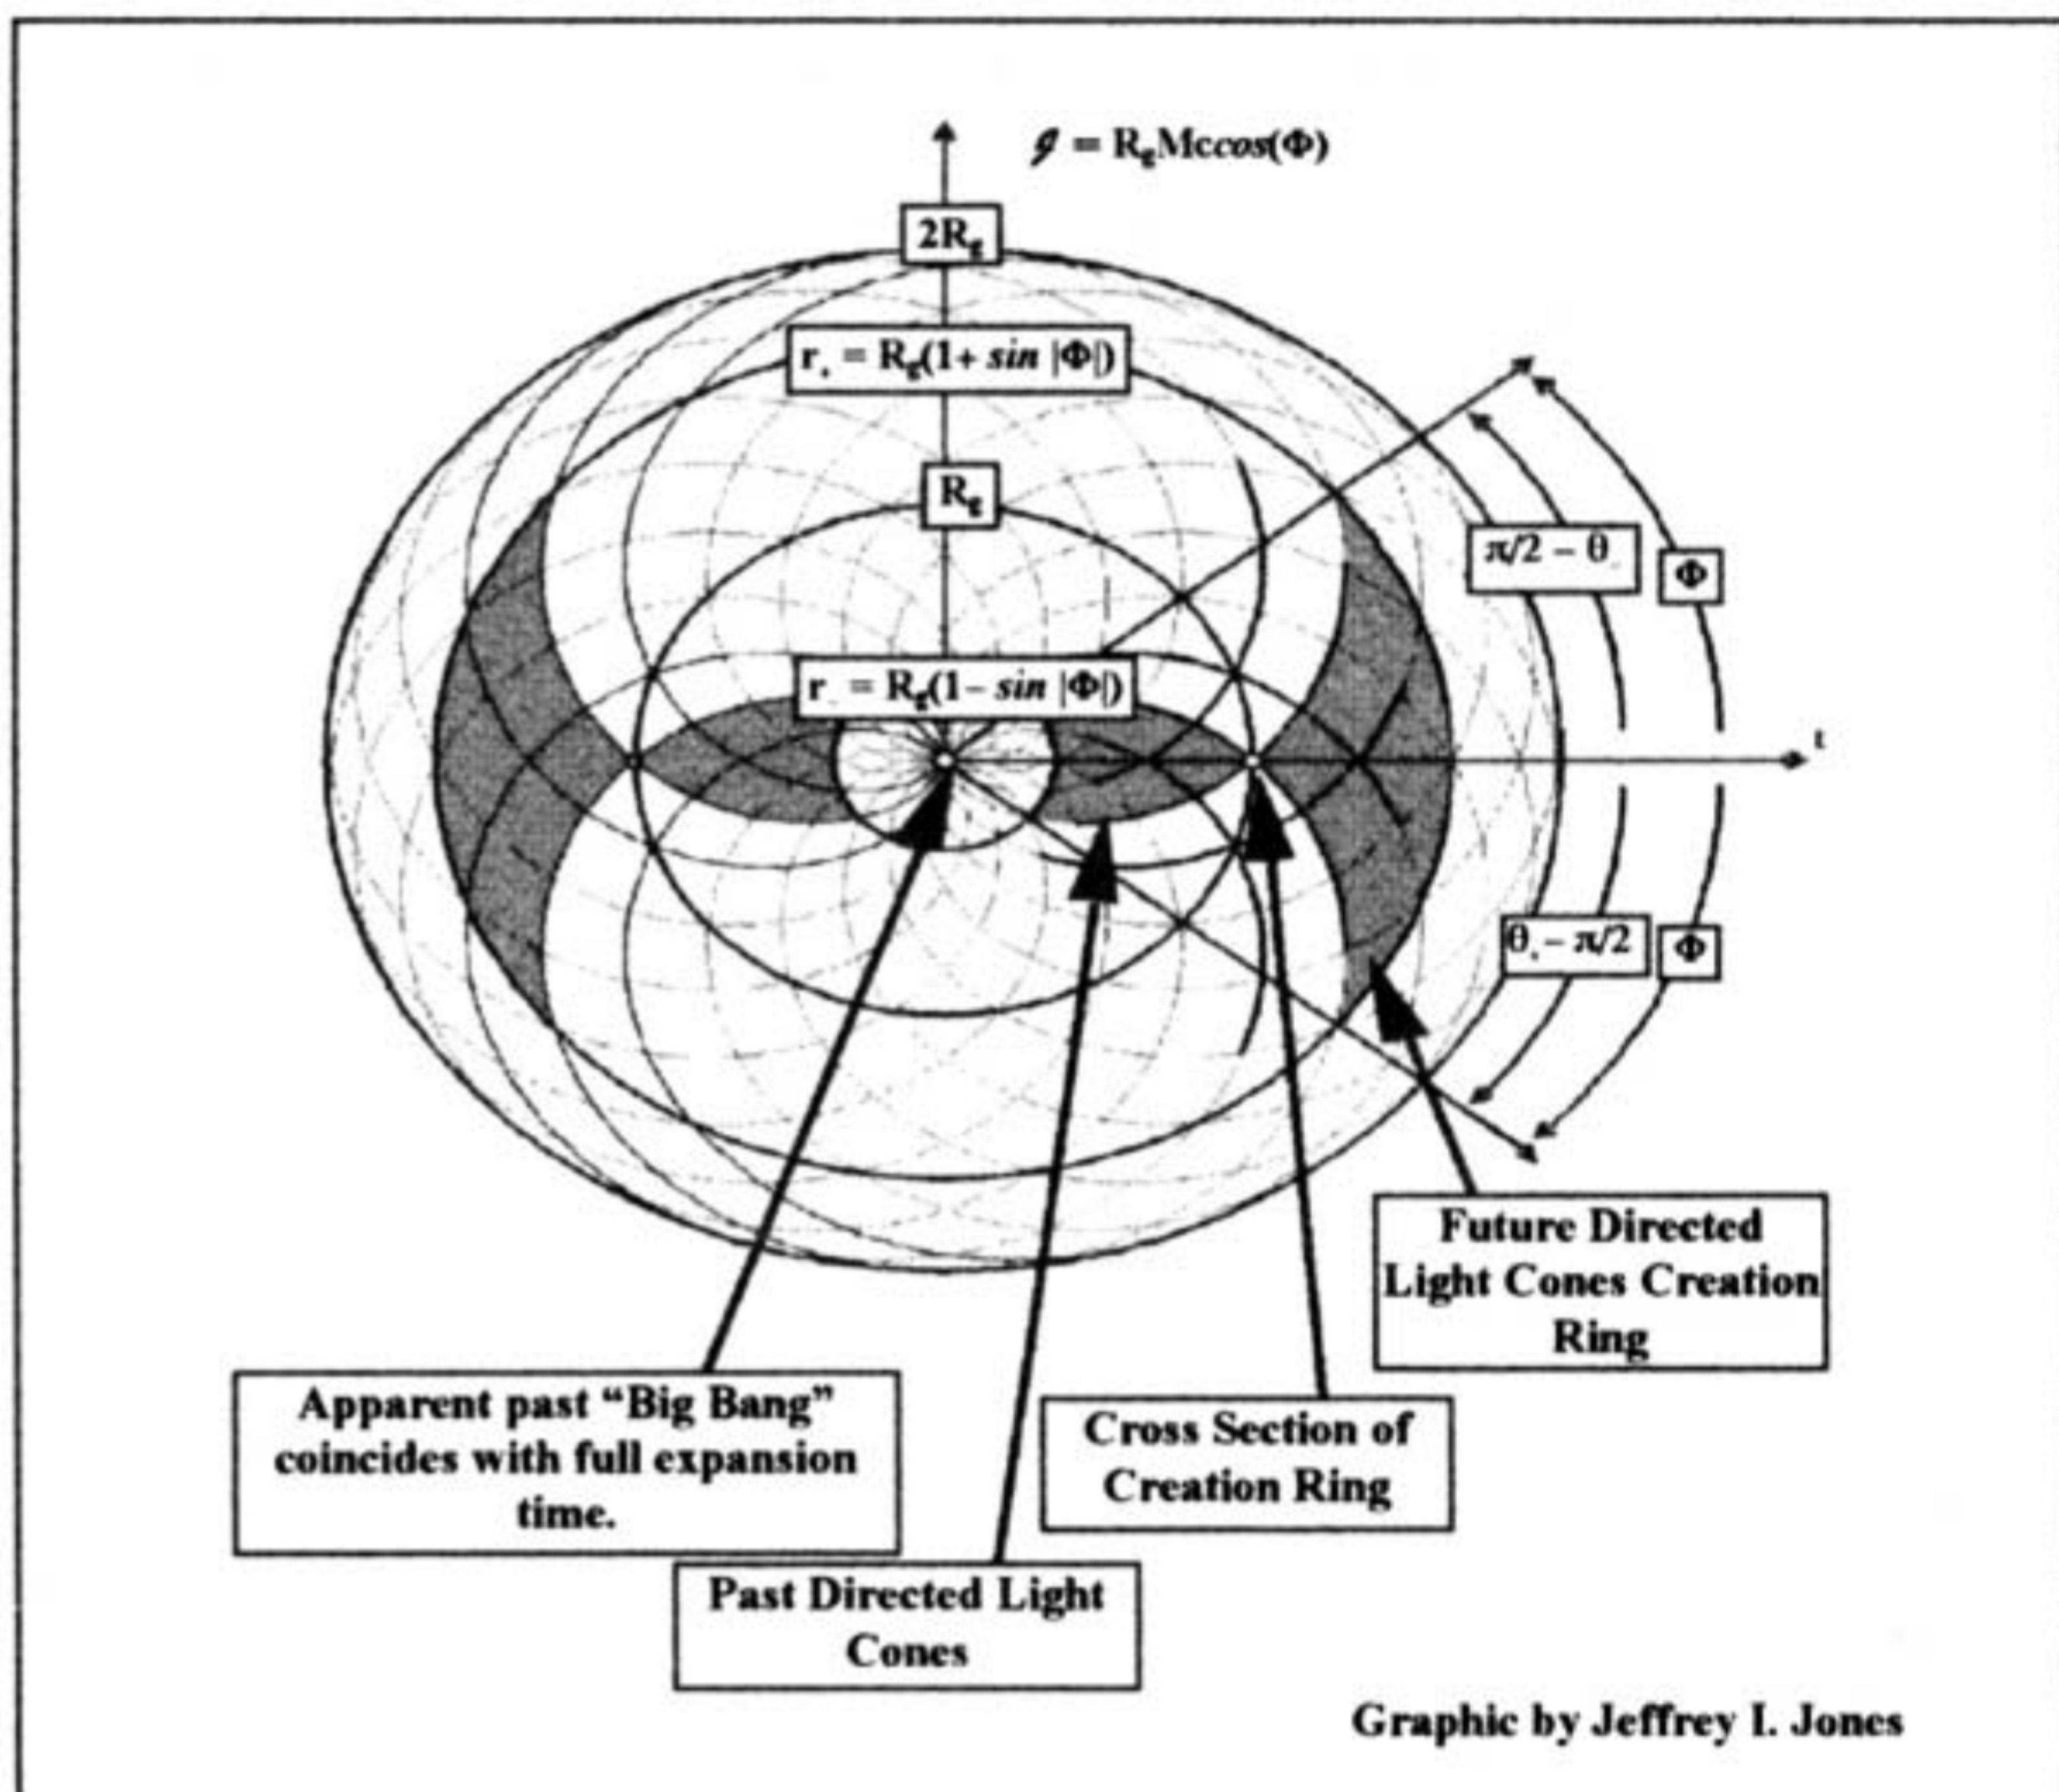 𝒥 = RgMccos(Φ)
2Rg
r₊ = Rg(1+ sin |Φ|)
Rg
π/2 – θ₋
Φ
r₋ = Rg(1– sin |Φ|)
t
θ₊ – π/2
Φ
Future Directed
Light Cones Creation
Ring
Apparent past “Big Bang”
coincides with full expansion
time.
Cross Section of
Creation Ring
Past Directed Light
Cones
Graphic by Jeffrey I. Jones